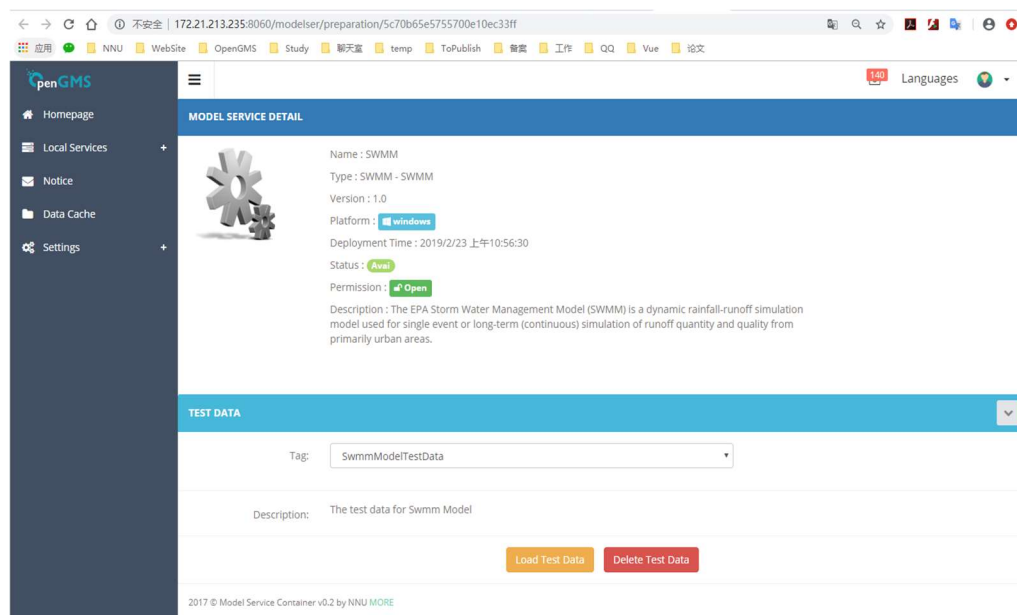 不安全 | 172.21.213.235:8060/modelser/preparation/5c70b65e5755700e10ec33ff
应用 NNU WebSite OpenGMS Study 聊天室 temp ToPublish 备案 工作 QQ Vue 论文
OpenGMS
140 Languages
Homepage
Local Services +
Notice
Data Cache
Settings +
MODEL SERVICE DETAIL
Name : SWMM
Type : SWMM - SWMM
Version : 1.0
Platform : windows
Deployment Time : 2019/2/23 上午10:56:30
Status : Avai
Permission : Open
Description : The EPA Storm Water Management Model (SWMM) is a dynamic rainfall-runoff simulation
model used for single event or long-term (continuous) simulation of runoff quantity and quality from
primarily urban areas.
TEST DATA
Tag: SwmmModelTestData
Description: The test data for Swmm Model
Load Test Data Delete Test Data
2017 © Model Service Container v0.2 by NNU MORE